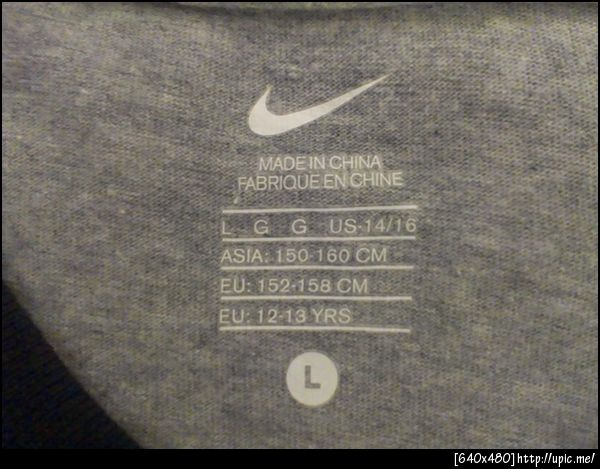 MADE IN CHINA
FABRIQUE EN CHINE
L G G US-14/16
ASIA: 150-160 CM
EU: 152-158 CM
EU: 12-13 YRS
L
[640x480]http://upic.me/